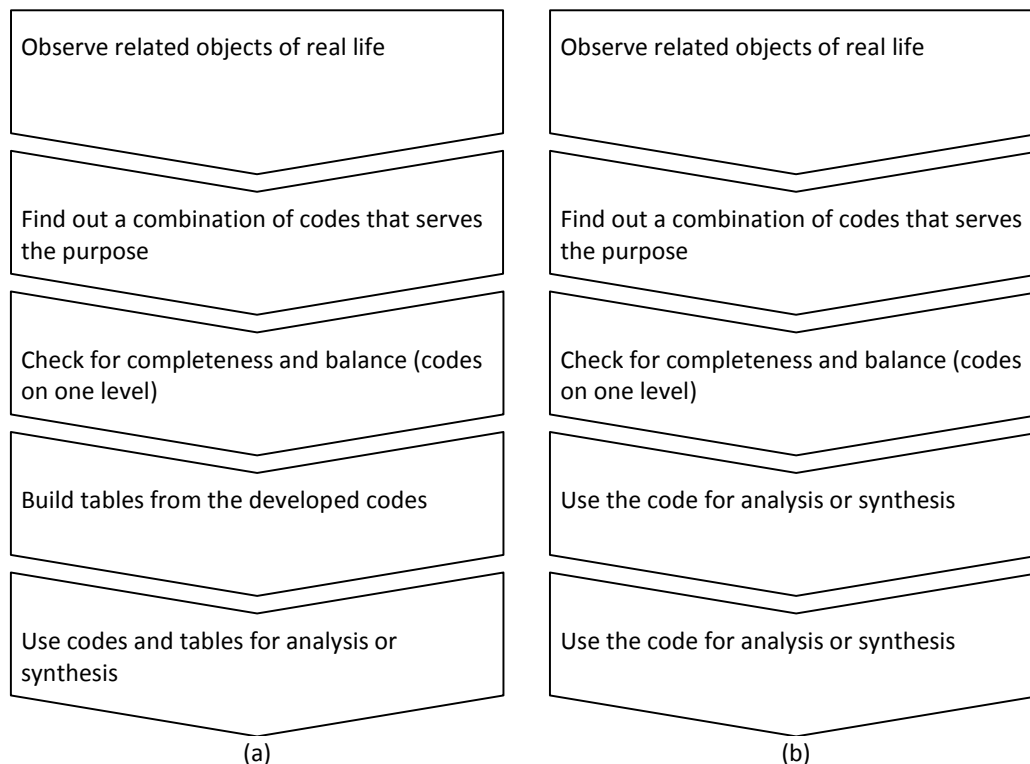 Observe related objects of real life
Find out a combination of codes that serves
the purpose
Check for completeness and balance (codes
on one level)
Build tables from the developed codes
Use codes and tables for analysis or
synthesis
(a)
Observe related objects of real life
Find out a combination of codes that serves
the purpose
Check for completeness and balance (codes
on one level)
Use the code for analysis or synthesis
Use the code for analysis or synthesis
(b)